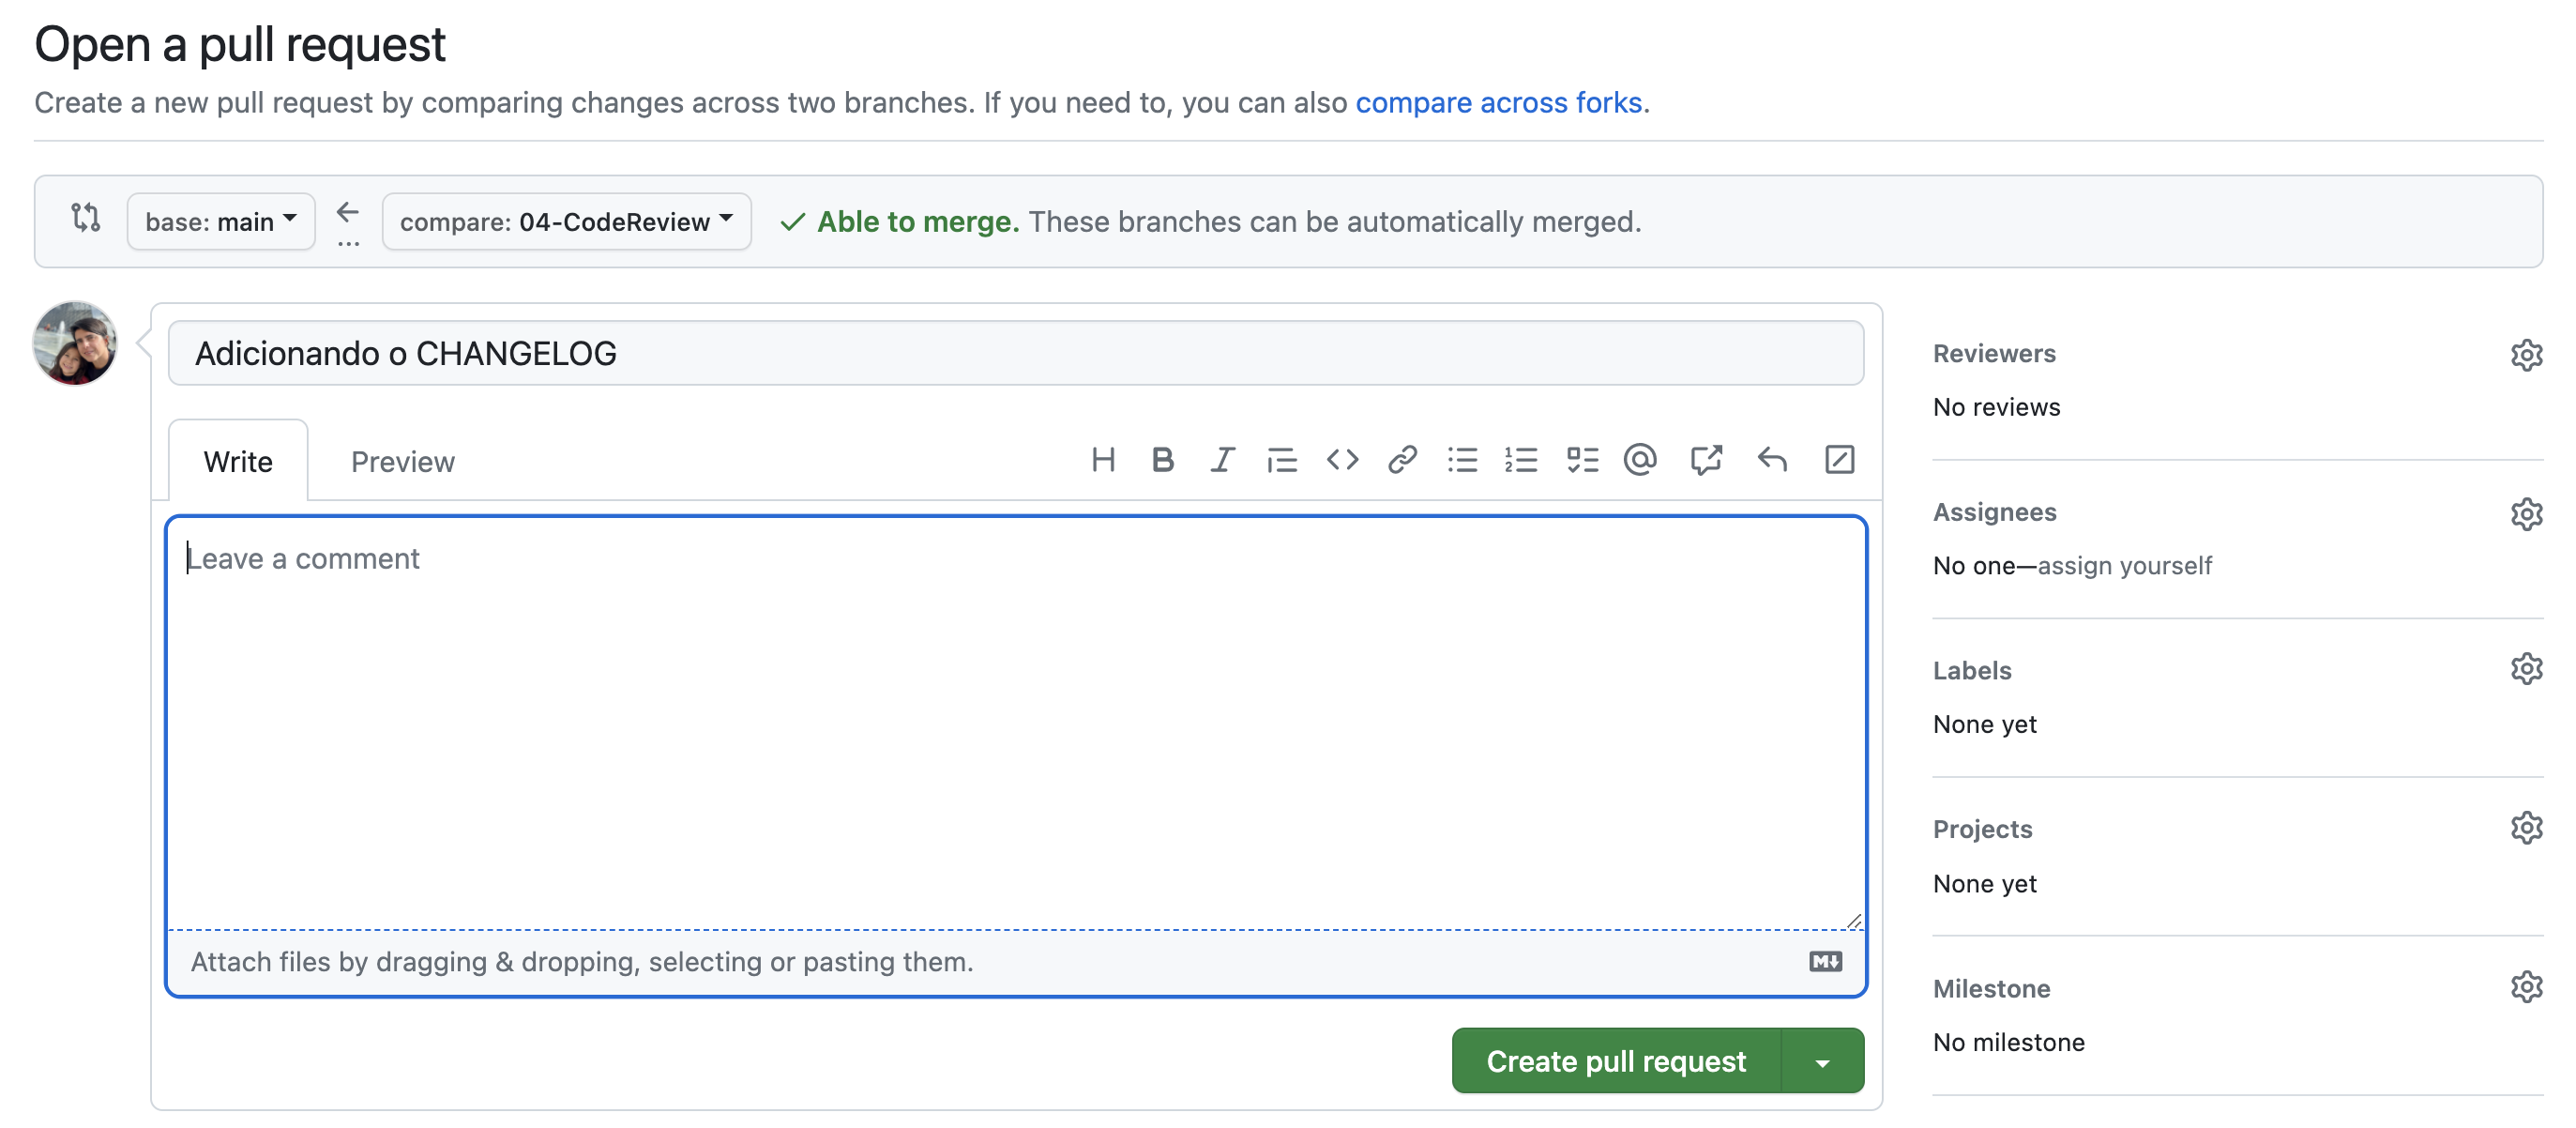 Open a pull request
Create a new pull request by comparing changes across two branches. If you need to, you can also compare across forks.
base: main
...
compare: 04-CodeReview
Able to merge. These branches can be automatically merged.
Adicionando o CHANGELOG
Write
Preview
Leave a comment
Attach files by dragging & dropping, selecting or pasting them.
Create pull request
Reviewers
No reviews
Assignees
No one—assign yourself
Labels
None yet
Projects
None yet
Milestone
No milestone